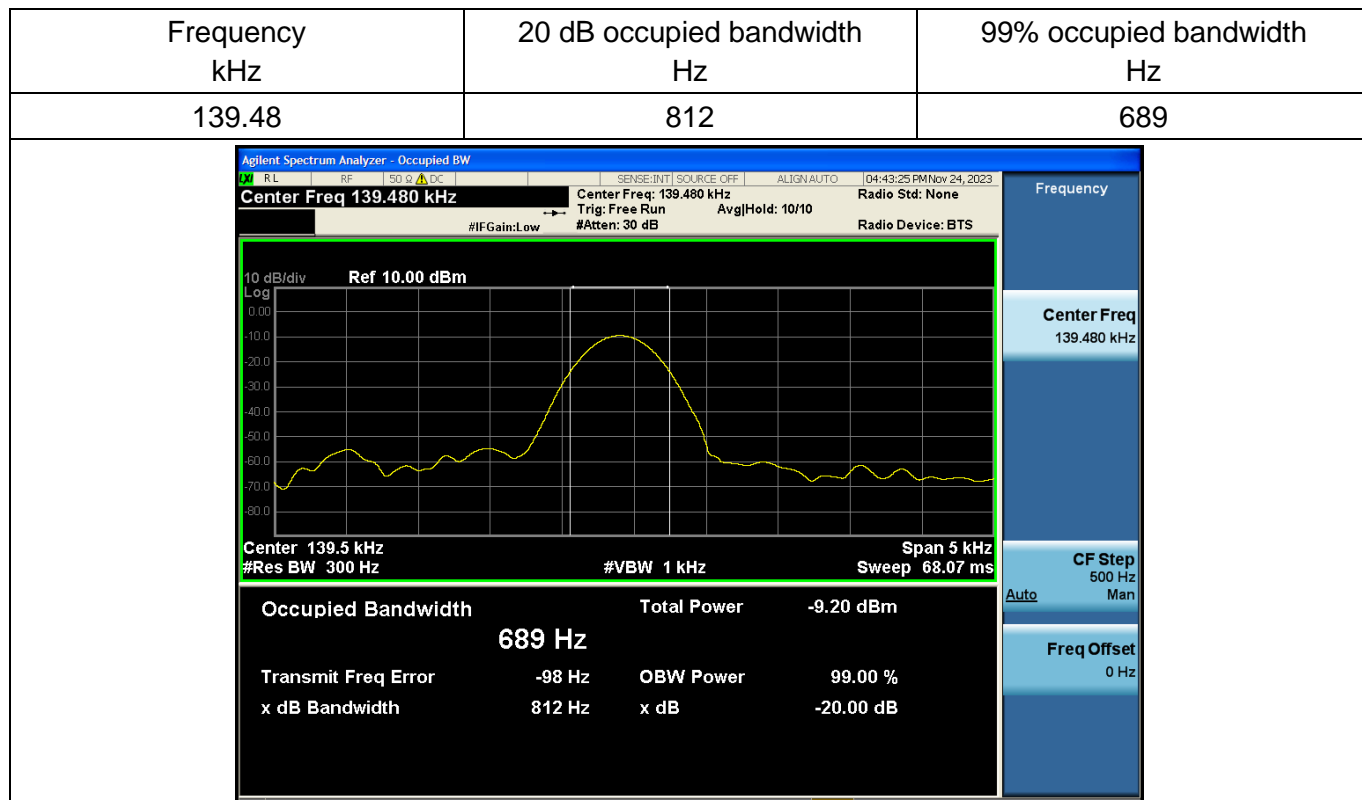 Frequency
kHz
20 dB occupied bandwidth
Hz
99% occupied bandwidth
Hz
139.48
812
689
Agilent Spectrum Analyzer - Occupied BW
LXI RL RF 50 Ω DC SENSE:INT SOURCE OFF ALIGN AUTO 04:43:25 PM Nov 24, 2023
Center Freq 139.480 kHz
Center Freq: 139.480 kHz
Radio Std: None
Trig: Free Run
Avg|Hold: 10/10
#IFGain:Low
#Atten: 30 dB
Radio Device: BTS
10 dB/div
Ref 10.00 dBm
Log
0.00
-10.0
-20.0
-30.0
-40.0
-50.0
-60.0
-70.0
-80.0
Center 139.5 kHz
Span 5 kHz
#Res BW 300 Hz
#VBW 1 kHz
Sweep 68.07 ms
Occupied Bandwidth
689 Hz
Total Power -9.20 dBm
Transmit Freq Error -98 Hz
OBW Power 99.00 %
x dB Bandwidth 812 Hz
x dB -20.00 dB
Frequency
Center Freq
139.480 kHz
CF Step
500 Hz
Auto Man
Freq Offset
0 Hz